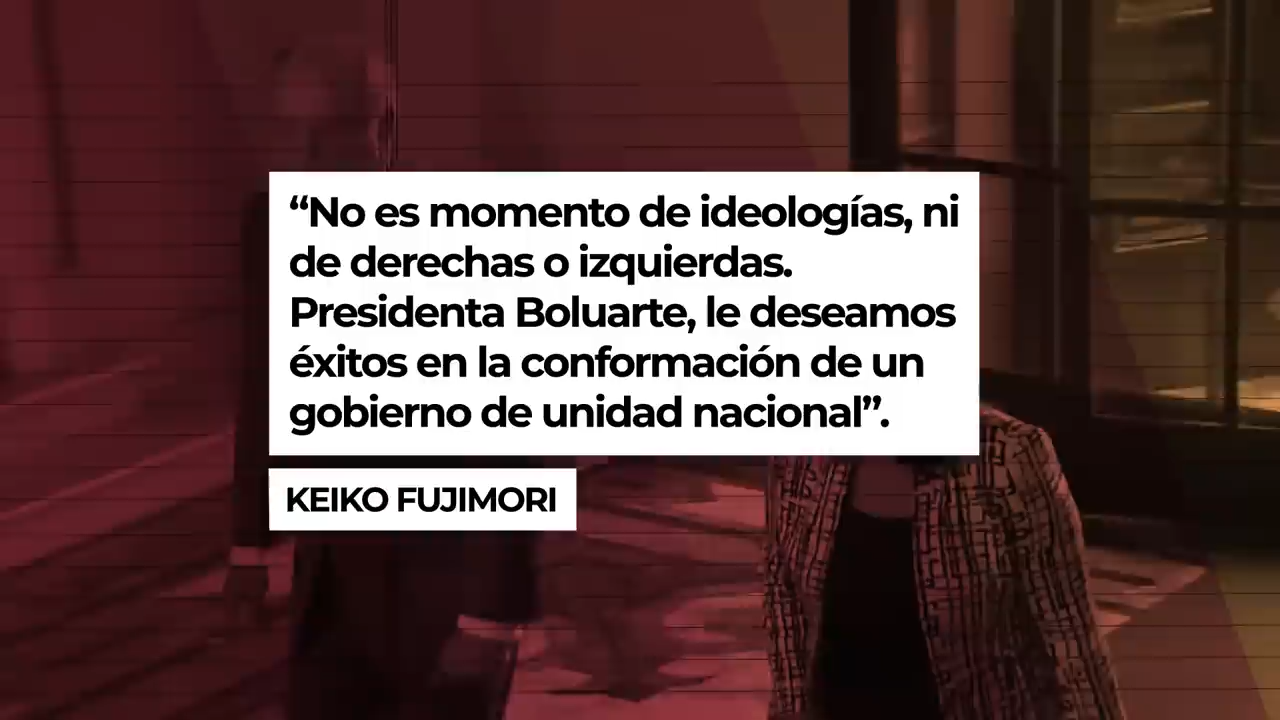 “No es momento de ideologías, ni
de derechas o izquierdas.
Presidenta Boluarte, le deseamos
éxitos en la conformación de un
gobierno de unidad nacional”.
KEIKO FUJIMORI